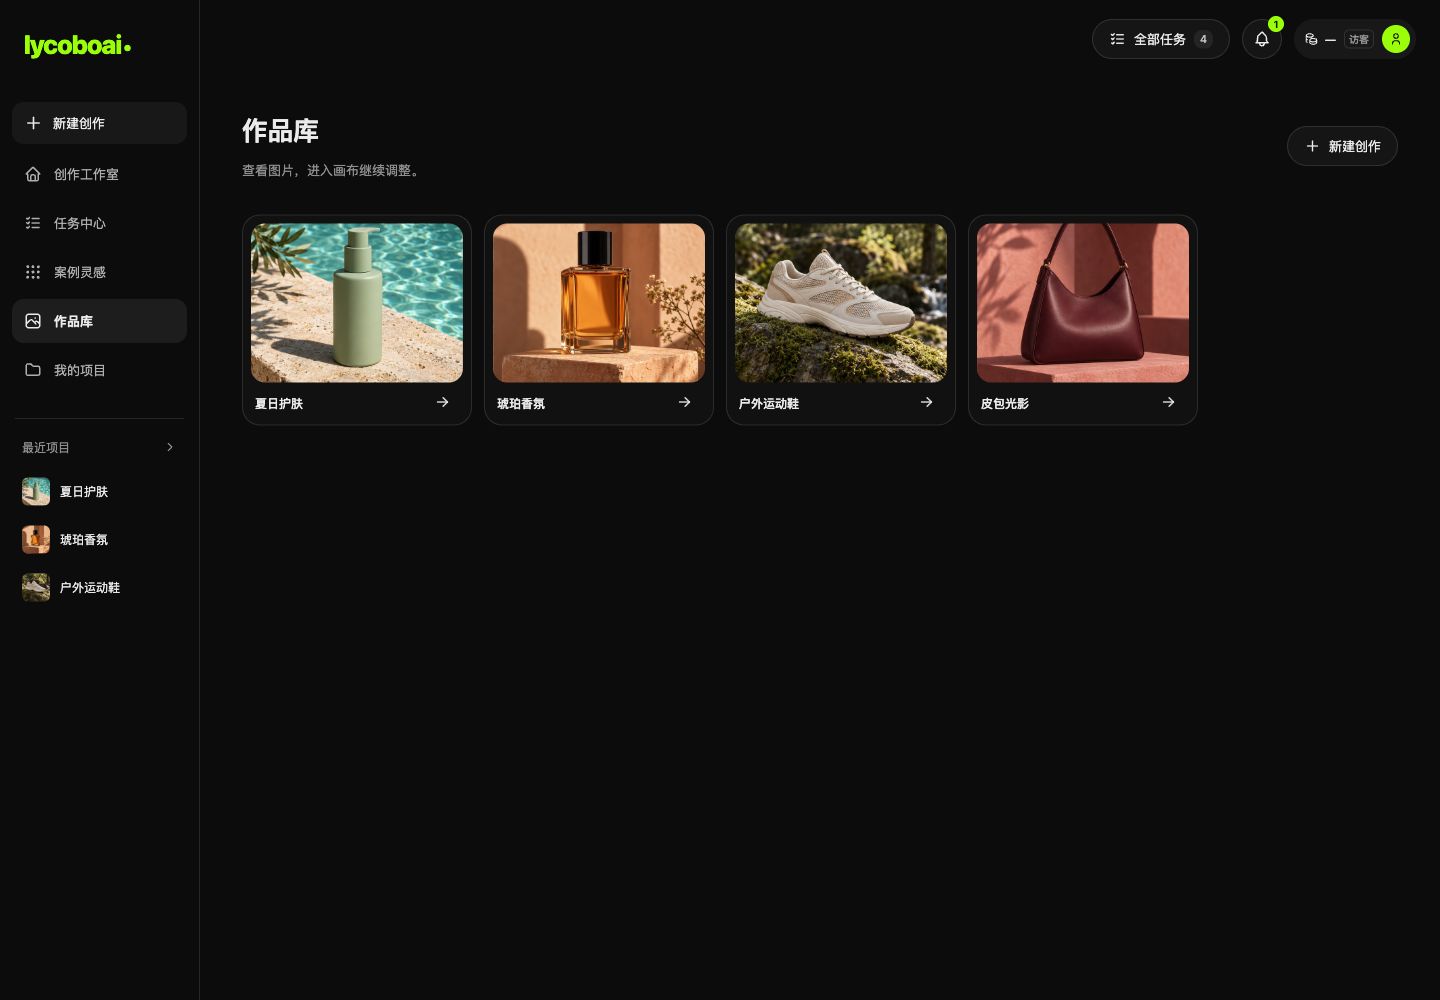 lycoboai.
新建创作
创作工作室
任务中心
案例灵感
作品库
我的项目
最近项目
夏日护肤
琥珀香氛
户外运动鞋
全部任务 4
1
— 访客
作品库
查看图片，进入画布继续调整。
新建创作
夏日护肤
琥珀香氛
户外运动鞋
皮包光影